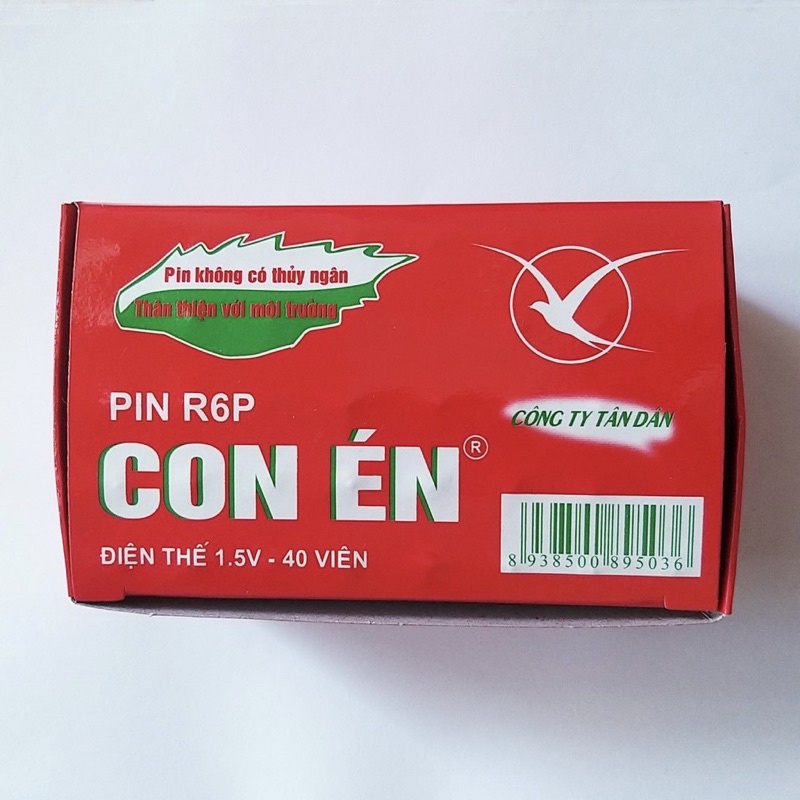 Pin không có thủy ngân
Thân thiện với môi trường
PIN R6P
CON ÉN®
ĐIỆN THẾ 1.5V - 40 VIÊN
CÔNG TY TÂN DÂN
8 938500 895036